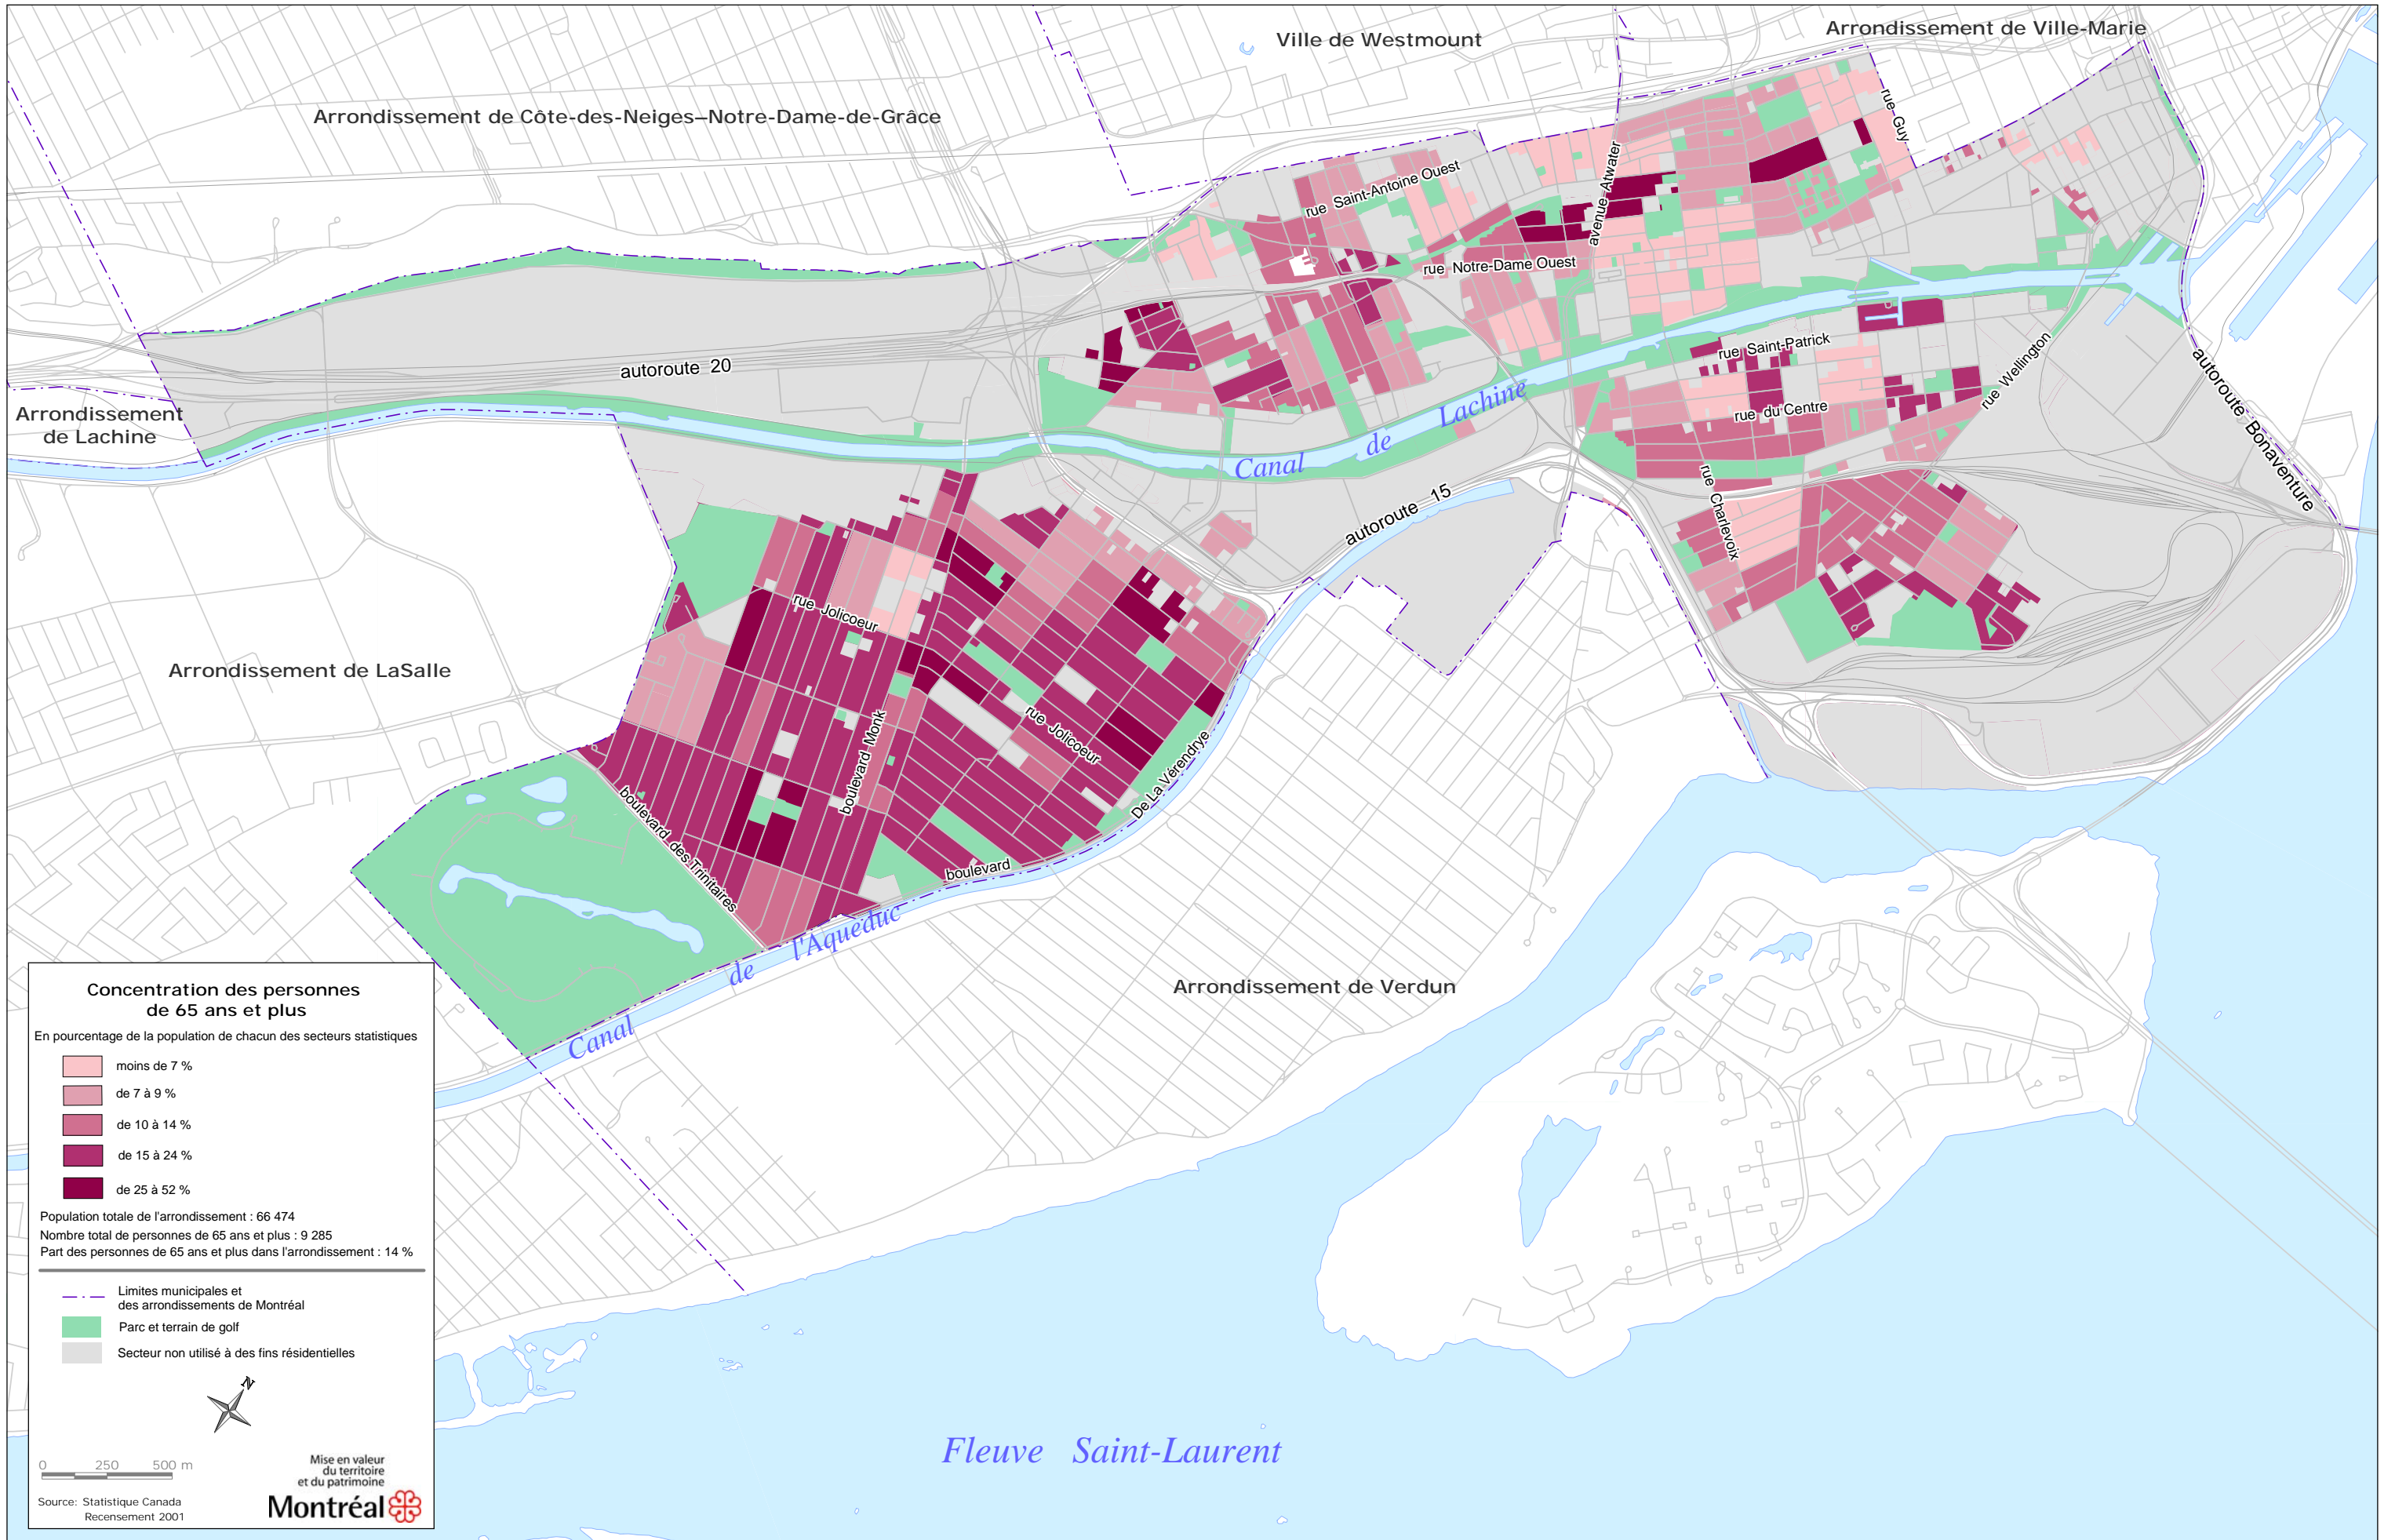 Ville de Westmount
Arrondissement de Ville-Marie
Arrondissement de Côte-des-Neiges–Notre-Dame-de-Grâce
rue Guy
rue Saint-Antoine Ouest
avenue Atwater
rue Notre-Dame Ouest
autoroute 20
rue Saint-Patrick
rue Wellington
autoroute Bonaventure
Arrondissement
de Lachine
rue du Centre
Canal de Lachine
rue Charlevoix
autoroute 15
rue Jolicoeur
Arrondissement de LaSalle
rue Jolicoeur
boulevard Monk
boulevard des Trinitaires
boulevard De La Vérendrye
Canal de l'Aqueduc
Arrondissement de Verdun
Fleuve Saint-Laurent
Concentration des personnes
de 65 ans et plus
En pourcentage de la population de chacun des secteurs statistiques
moins de 7 %
de 7 à 9 %
de 10 à 14 %
de 15 à 24 %
de 25 à 52 %
Population totale de l'arrondissement : 66 474
Nombre total de personnes de 65 ans et plus : 9 285
Part des personnes de 65 ans et plus dans l'arrondissement : 14 %
Limites municipales et
des arrondissements de Montréal
Parc et terrain de golf
Secteur non utilisé à des fins résidentielles
N
0 250 500 m
Mise en valeur
du territoire
et du patrimoine
Montréal
Source: Statistique Canada
Recensement 2001